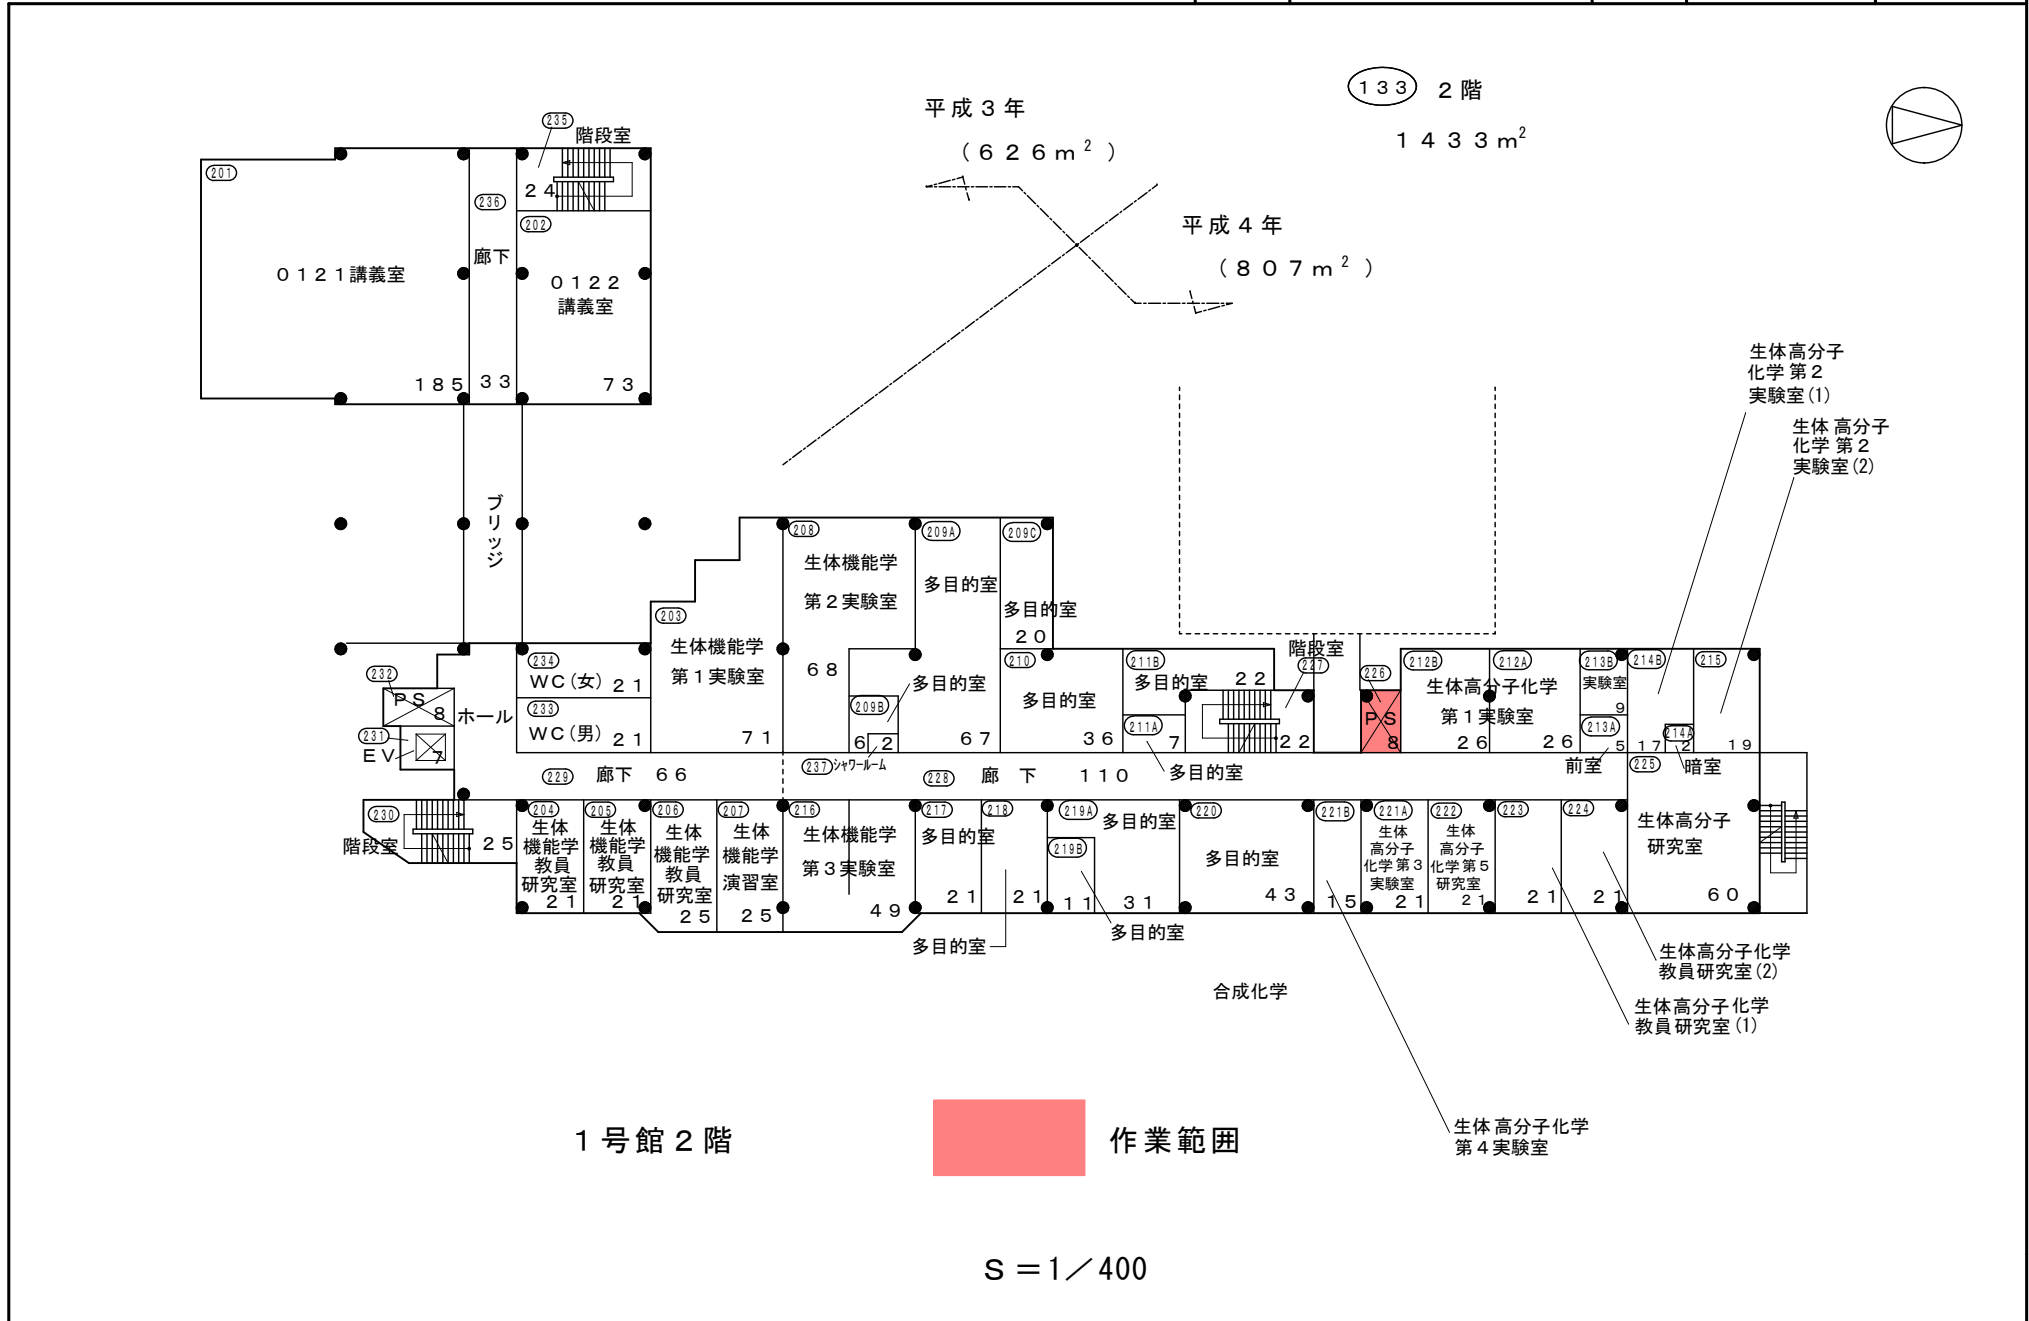 133 2階
1433m²
平成3年
(626m²)
平成4年
(807m²)
235
階段室
24
201
236
202
廊下
0121講義室
0122
講義室
185
33
73
生体高分子
化学第2
実験室(1)
生体高分子
化学第2
実験室(2)
ブリッジ
208
209A
209C
生体機能学
第2実験室
多目的室
多目的室
20
203
生体機能学
第1実験室
68
71
234
WC(女) 21
233
WC(男) 21
232
PS
8
ホール
231
EV
7
209B
多目的室
6
2
67
210
多目的室
36
211B
多目的室
211A
7
多目的室
階段室
227
22
22
226
PS
8
212B
212A
生体高分子化学
第1実験室
26
26
213B
実験室
9
213A
5
前室
214B
17
214A
2
暗室
215
19
229
廊下 66
237
シャワールーム
228
廊下 110
225
生体高分子
研究室
60
230
階段室
25
204
生体
機能学
教員
研究室
21
205
生体
機能学
教員
研究室
21
206
生体
機能学
教員
研究室
25
207
生体
機能学
演習室
25
216
生体機能学
第3実験室
49
217
多目的室
21
218
21
多目的室
219A
多目的室
31
219B
11
多目的室
220
多目的室
43
221B
15
221A
生体
高分子
化学第3
実験室
21
222
生体
高分子
化学第5
研究室
21
223
21
224
21
生体高分子化学
教員研究室(2)
生体高分子化学
教員研究室(1)
合成化学
生体高分子化学
第4実験室
1号館2階
作業範囲
S=1/400